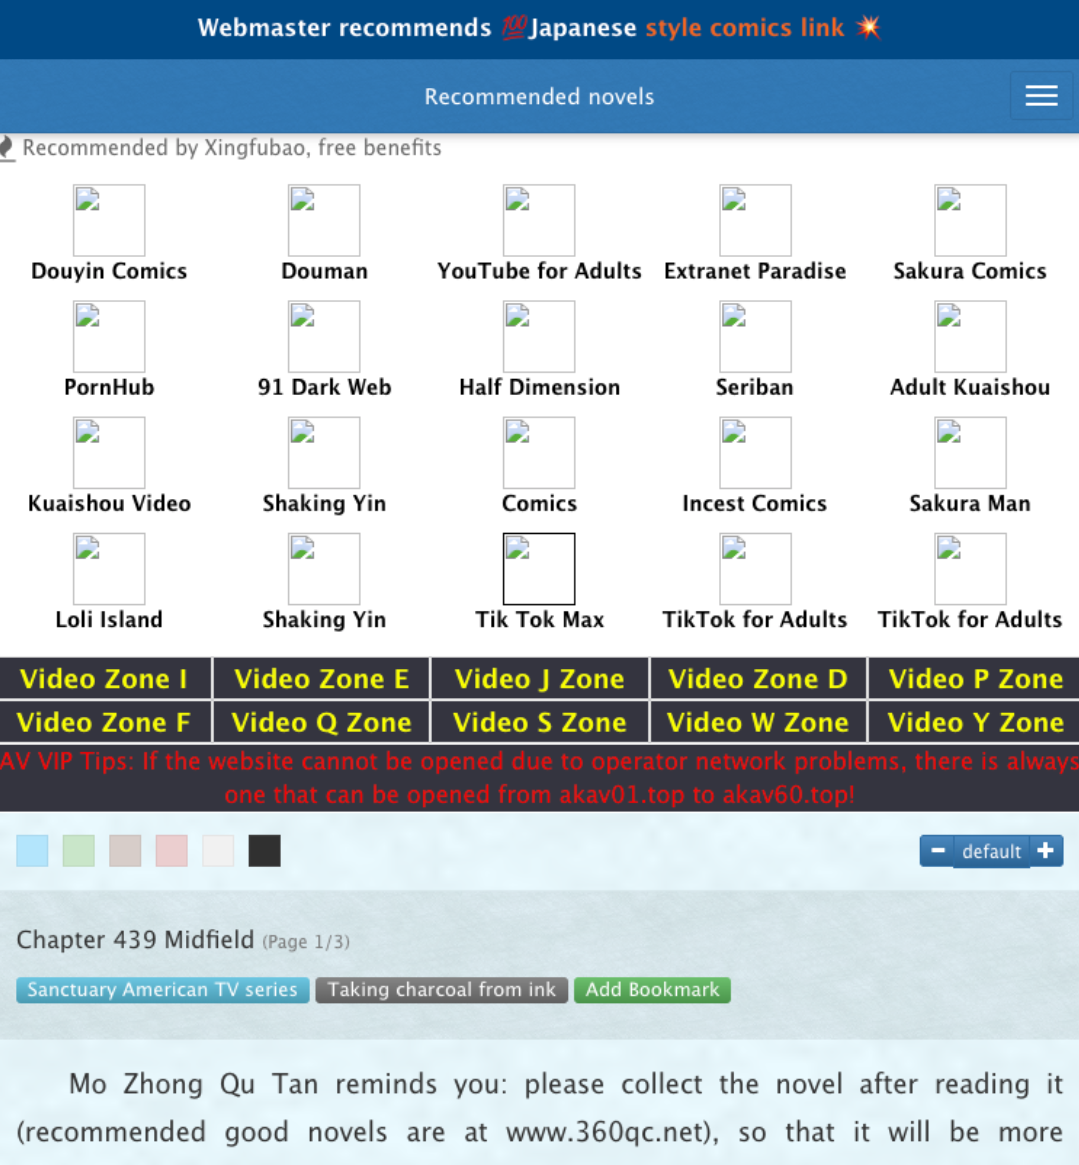 Webmaster recommends 💯Japanese style comics link 💥
Recommended novels
Recommended by Xingfubao, free benefits
Douyin Comics Douman YouTube for Adults Extranet Paradise Sakura Comics
PornHub 91 Dark Web Half Dimension Seriban Adult Kuaishou
Kuaishou Video Shaking Yin Comics Incest Comics Sakura Man
Loli Island Shaking Yin Tik Tok Max TikTok for Adults TikTok for Adults
Video Zone I Video Zone E Video J Zone Video Zone D Video P Zone
Video Zone F Video Q Zone Video S Zone Video W Zone Video Y Zone
AV VIP Tips: If the website cannot be opened due to operator network problems, there is always
one that can be opened from akav01.top to akav60.top!
− default +
Chapter 439 Midfield (Page 1/3)
Sanctuary American TV series Taking charcoal from ink Add Bookmark
Mo Zhong Qu Tan reminds you: please collect the novel after reading it
(recommended good novels are at www.360qc.net), so that it will be more